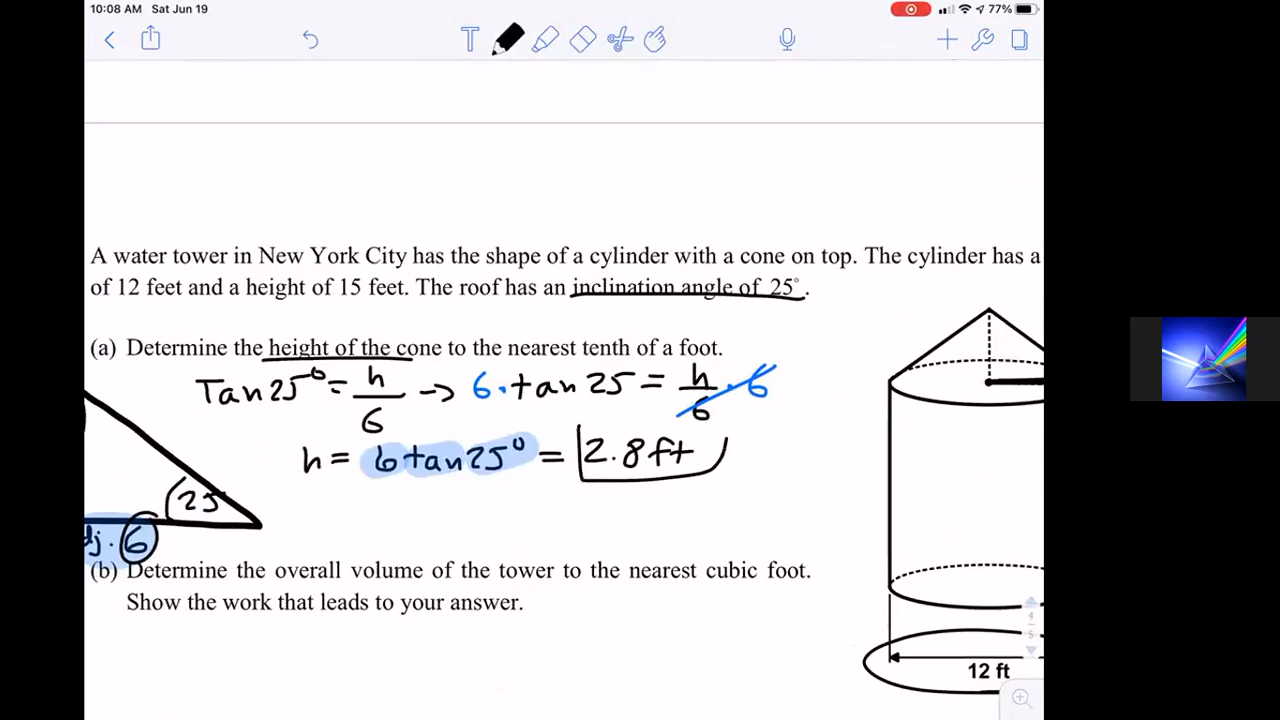 10:08 AM Sat Jun 19
77%
A water tower in New York City has the shape of a cylinder with a cone on top. The cylinder has a
of 12 feet and a height of 15 feet. The roof has an inclination angle of 25°.
(a) Determine the height of the cone to the nearest tenth of a foot.
Tan25° = h/6 → 6·tan 25 = h/6 · 6
h = 6tan25° = 2.8ft
25
dj. 6
(b) Determine the overall volume of the tower to the nearest cubic foot.
Show the work that leads to your answer.
12 ft